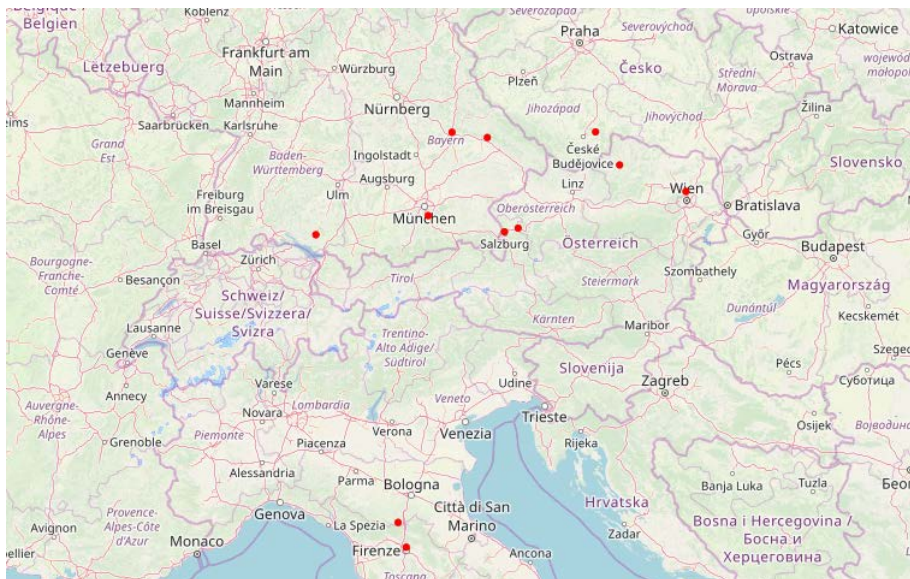 Belgique /
Belgien
Koblenz
Severozápad
Severovýchod
Opolskie
Katowice
Praha
Frankfurt am
Main
Letzebuerg
Würzburg
Plzeň
Česko
Ostrava
Mannheim
Nürnberg
Jihozápad
Střední
Morava
Saarbrücken
Karlsruhe
Bayern
Jihovýchod
Žilina
Grand
Est
Baden-
Württemberg
Ingolstadt
České
Budějovice
Slovensko
Augsburg
Linz
Ulm
Wien
Freiburg
im Breisgau
München
Oberösterreich
Bratislava
Basel
Salzburg
Österreich
Győr
Budapest
Bourgogne-
Franche-
Comté
Besançon
Zürich
Tirol
Steiermark
Szombathely
Magyarország
Schweiz/
Suisse/Svizzera/
Svizra
Dunántúl
Kecskemét
Lausanne
Trentino-
Alto Adige/
Südtirol
Kärnten
Maribor
Genève
Szeged
Pécs
Annecy
Varese
Udine
Slovenija
Zagreb
Суботица
Auvergne-
Rhône-
Alpes
Novara
Lombardia
Veneto
Trieste
Grenoble
Piemonte
Verona
Venezia
Rijeka
Osijek
Piacenza
Alessandria
Parma
Bologna
Banja Luka
Tuzla
Genova
Città di San
Marino
Hrvatska
La Spezia
Bosna i Hercegovina /
Босна и
Херцеговина
Avignon
Provence-
Alpes-Côte
d'Azur
Monaco
Firenze
Zadar
Ancona
Toscana